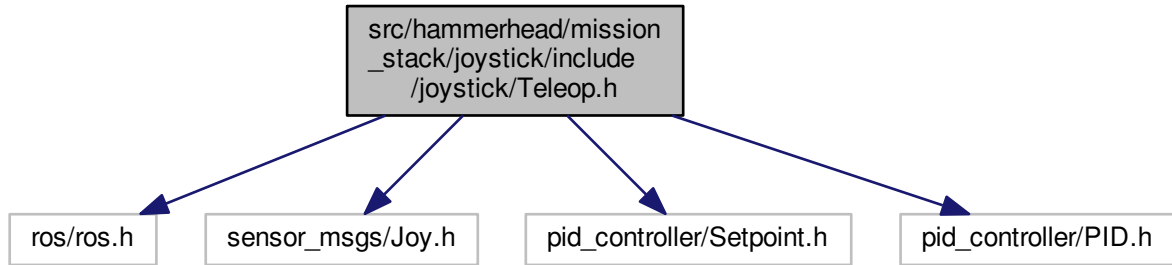 src/hammerhead/mission
_stack/joystick/include
/joystick/Teleop.h
ros/ros.h
sensor_msgs/Joy.h
pid_controller/Setpoint.h
pid_controller/PID.h